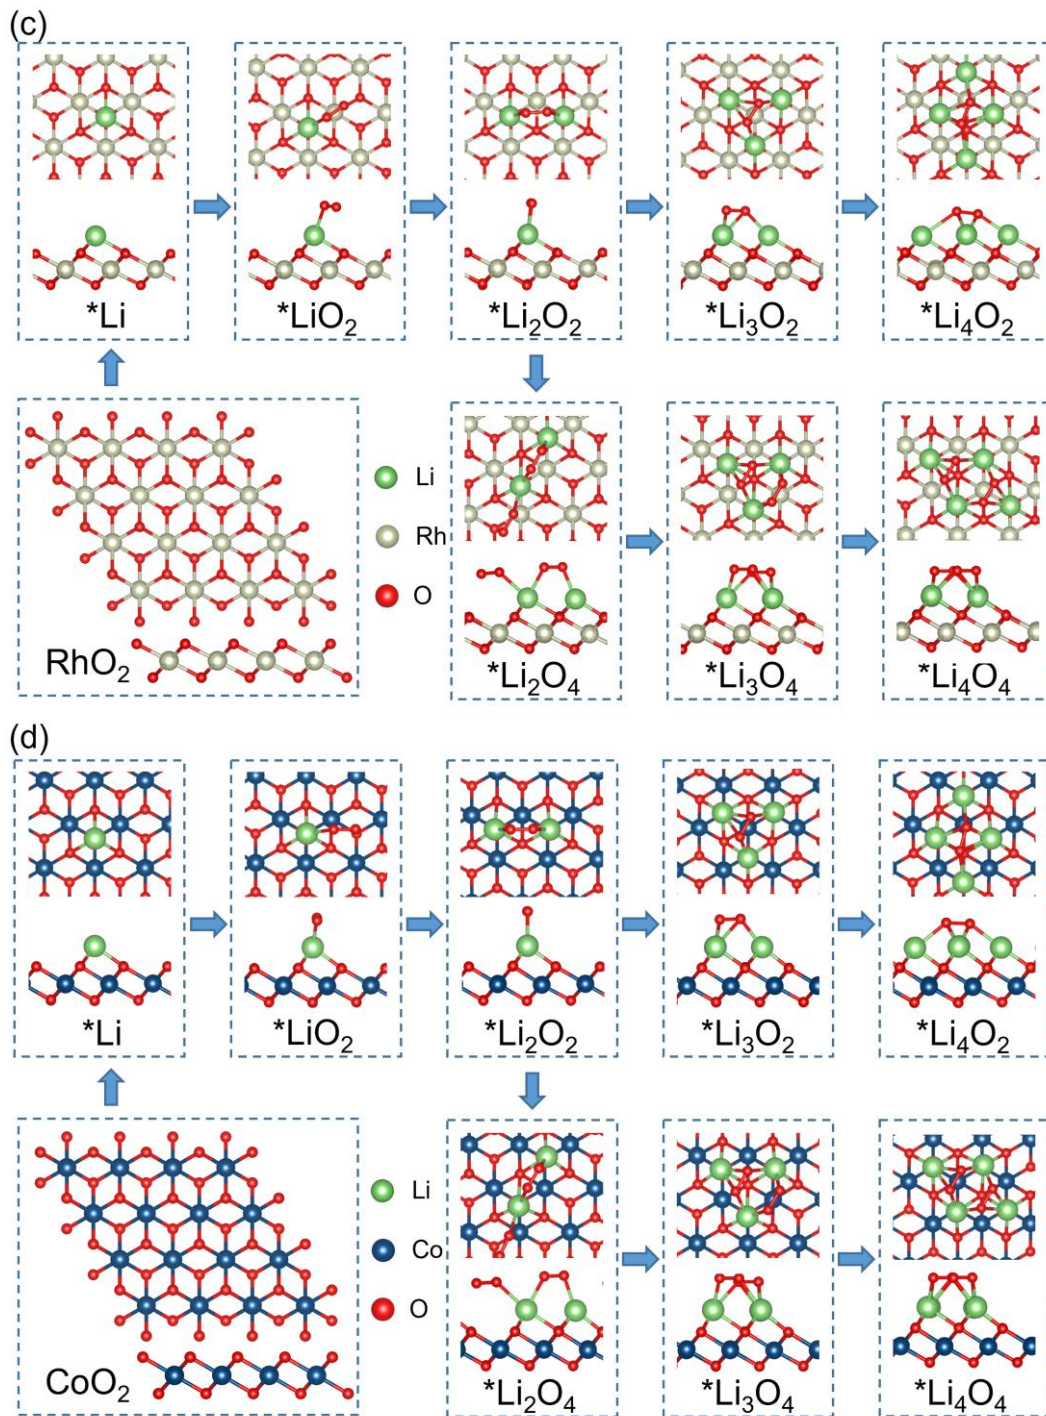 (c)
*Li
*LiO₂
*Li₂O₂
*Li₃O₂
*Li₄O₂
Li
Rh
O
RhO₂
*Li₂O₄
*Li₃O₄
*Li₄O₄
(d)
*Li
*LiO₂
*Li₂O₂
*Li₃O₂
*Li₄O₂
Li
Co
O
CoO₂
*Li₂O₄
*Li₃O₄
*Li₄O₄